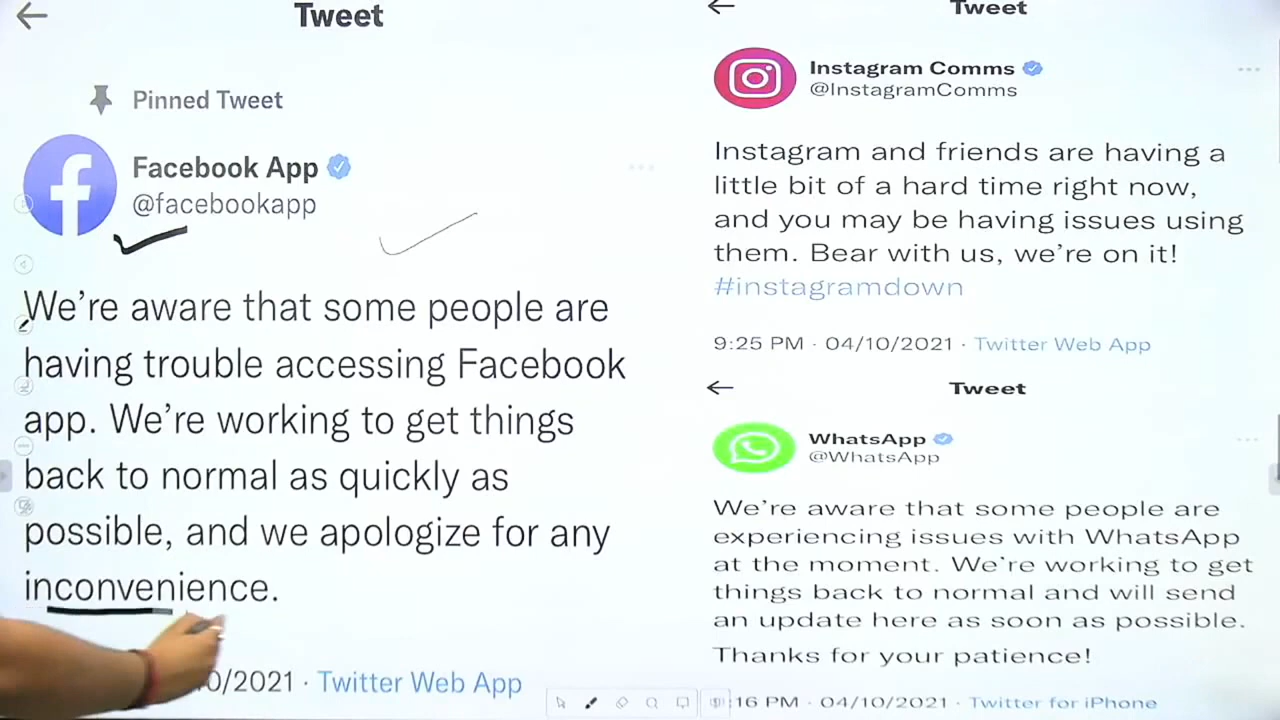 Tweet
Pinned Tweet
Facebook App
@facebookapp
We're aware that some people are
having trouble accessing Facebook
app. We're working to get things
back to normal as quickly as
possible, and we apologize for any
inconvenience.
0/2021 · Twitter Web App
Tweet
Instagram Comms
@InstagramComms
Instagram and friends are having a
little bit of a hard time right now,
and you may be having issues using
them. Bear with us, we're on it!
#instagramdown
9:25 PM · 04/10/2021 · Twitter Web App
Tweet
WhatsApp
@WhatsApp
We're aware that some people are
experiencing issues with WhatsApp
at the moment. We're working to get
things back to normal and will send
an update here as soon as possible.
Thanks for your patience!
:16 PM · 04/10/2021 · Twitter for iPhone